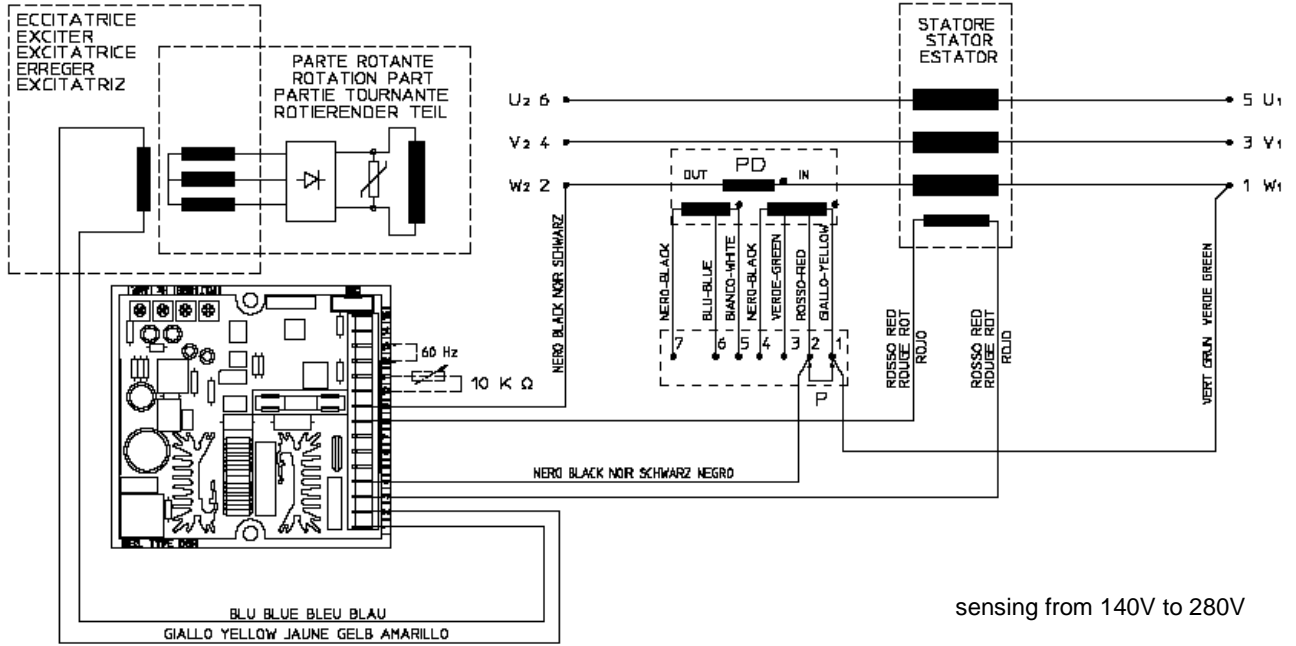 ECCITATRICE
EXCITER
EXCITATRICE
ERREGER
EXCITATRIZ
PARTE ROTANTE
ROTATION PART
PARTIE TOURNANTE
ROTIERENDER TEIL
STATORE
STATOR
ESTATOR
U2 6
5 U1
V2 4
3 V1
W2 2
1 W1
PD
OUT
IN
NERO BLACK NOIR SCHWARZ
NERO-BLACK
BLU-BLUE
BIANCO-WHITE
NERO-BLACK
VERDE-GREEN
ROSSO-RED
GIALLO-YELLOW
7 6 5 4 3 2 1
P
ROSSO RED
ROUGE ROT
ROJO
ROSSO RED
ROUGE ROT
ROJO
VERT GRUN VERDE GREEN
60 Hz
10 K Ω
NERO BLACK NOIR SCHWARZ NEGRO
BLU BLUE BLEU BLAU
GIALLO YELLOW JAUNE GELB AMARILLO
sensing from 140V to 280V